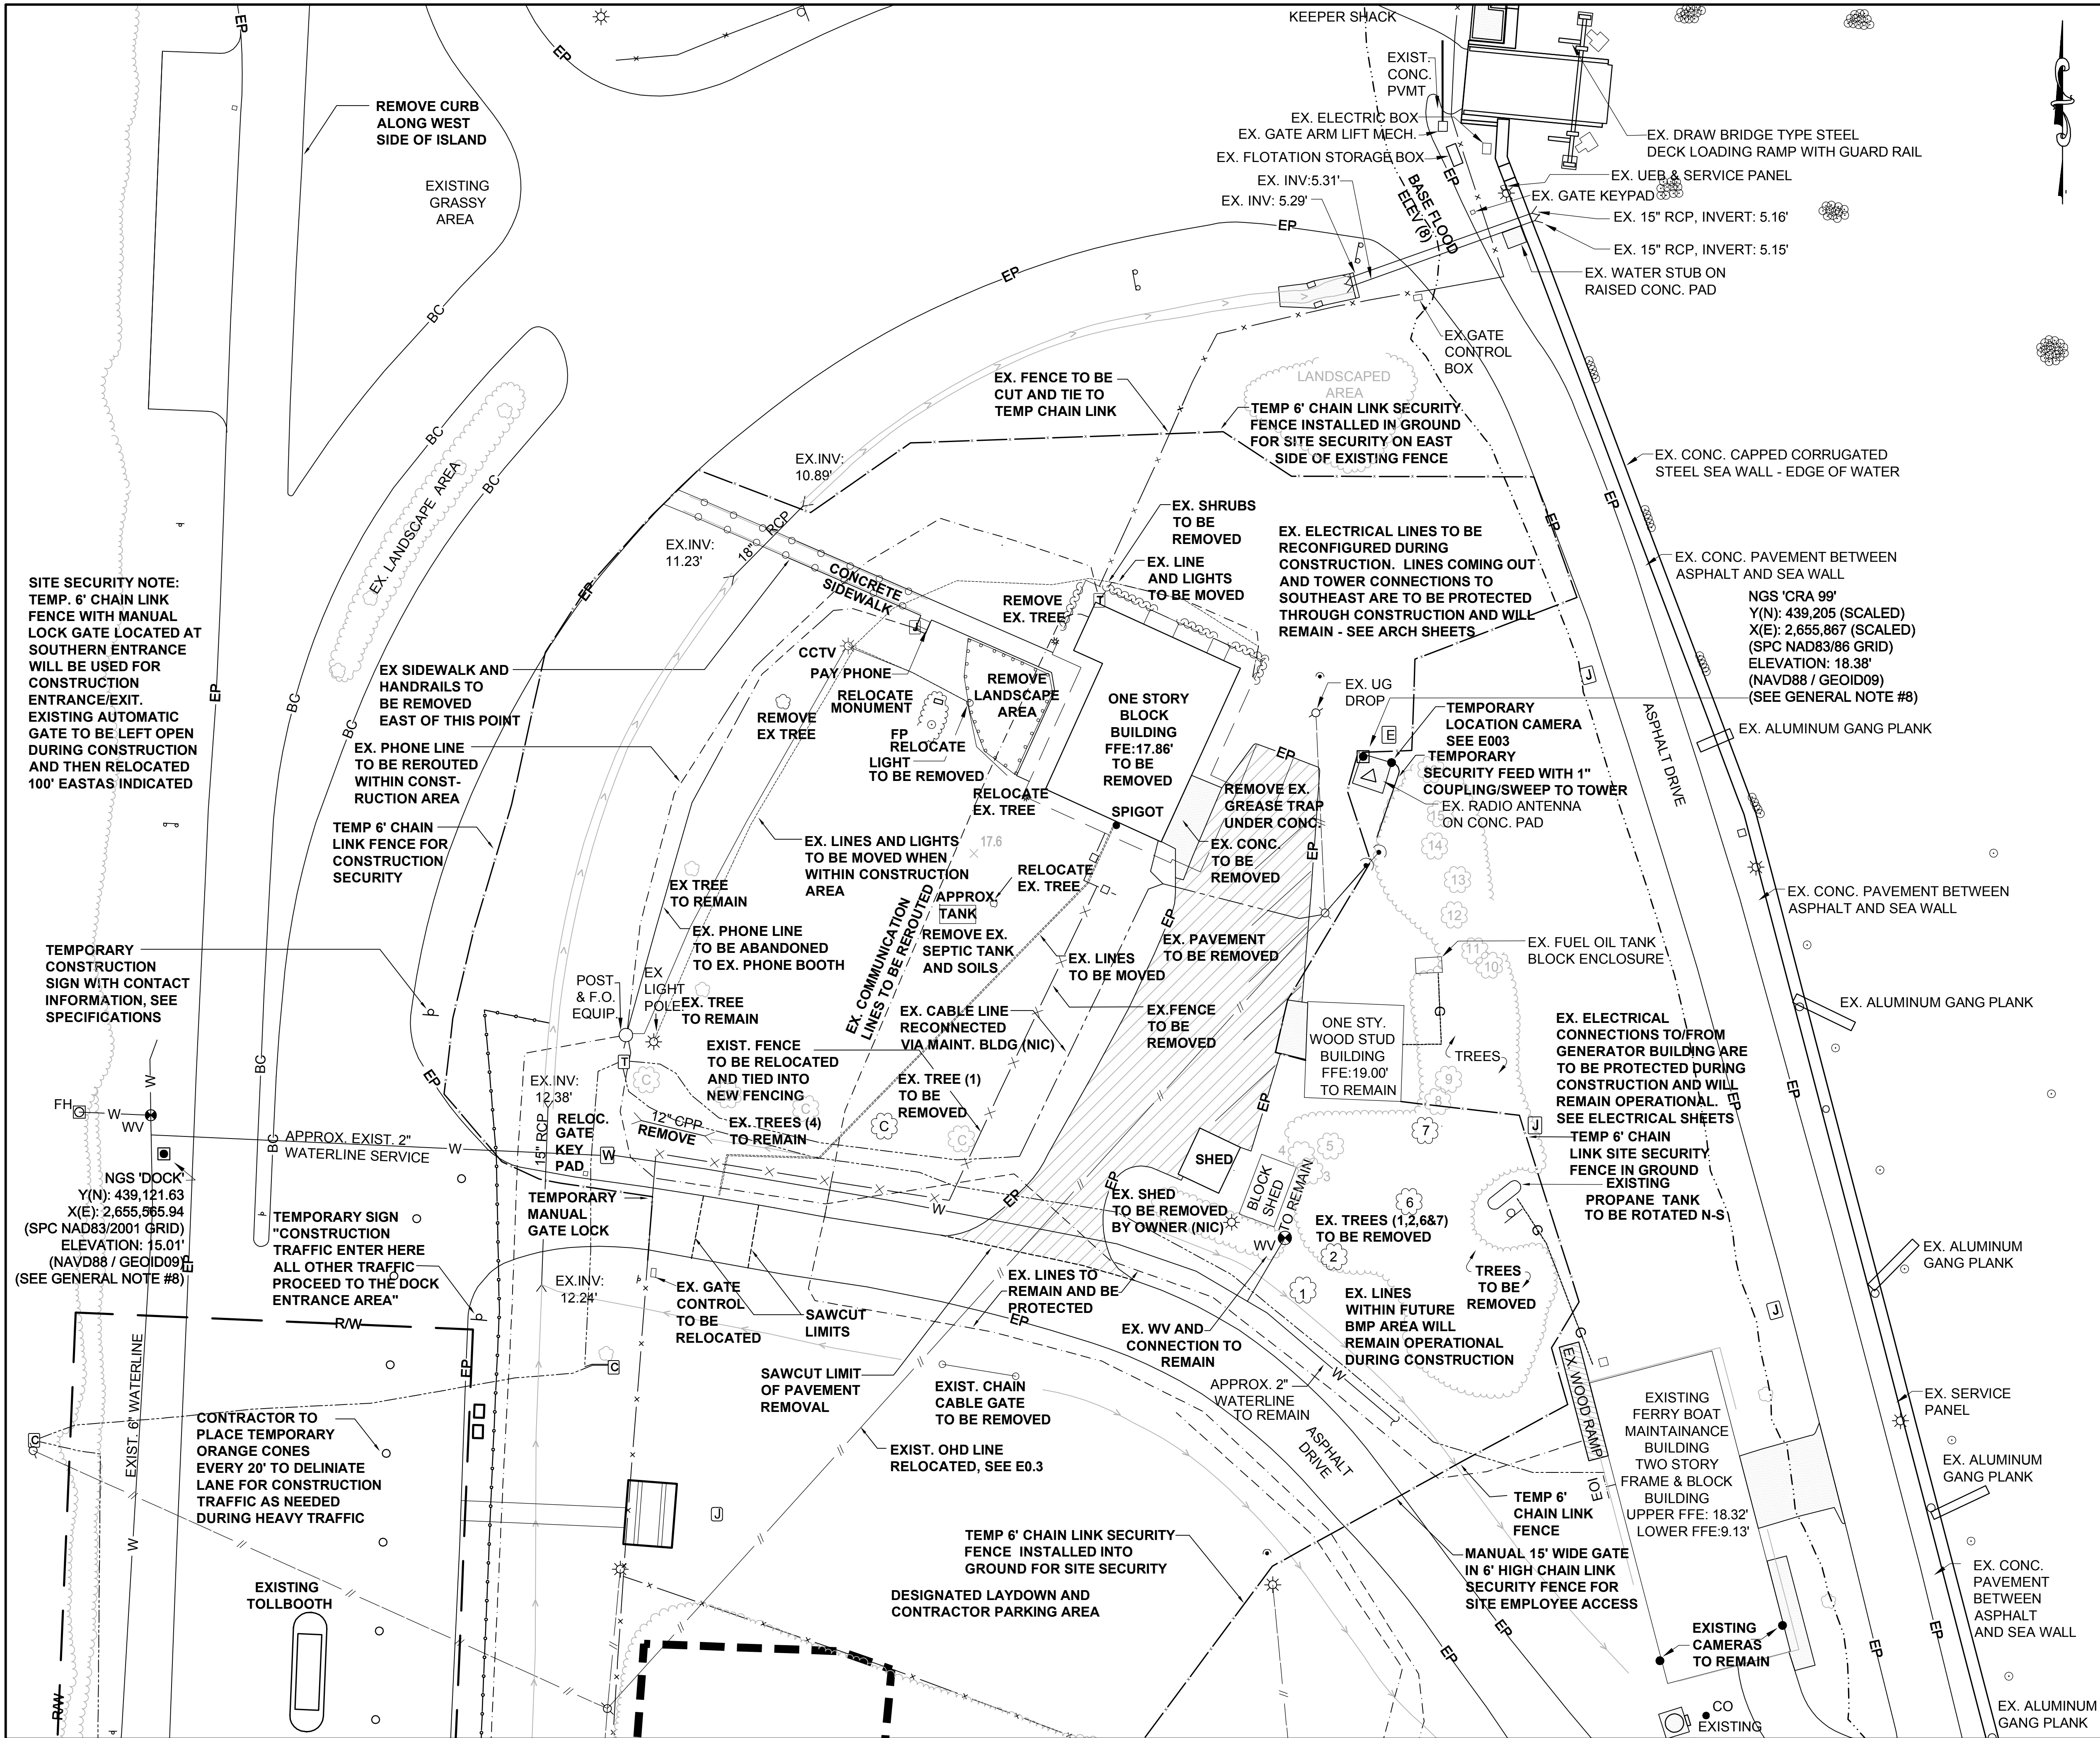 KEEPER SHACK
EXIST.
CONC.
PVMT
EX. ELECTRIC BOX
EX. GATE ARM LIFT MECH.
EX. FLOTATION STORAGE BOX
EX. INV:5.31'
EX. INV: 5.29'
BASE FLOOD
ELEV (8)
EX. DRAW BRIDGE TYPE STEEL
DECK LOADING RAMP WITH GUARD RAIL
EX. UEB & SERVICE PANEL
EX. GATE KEYPAD
EX. 15" RCP, INVERT: 5.16'
EX. 15" RCP, INVERT: 5.15'
EX. WATER STUB ON
RAISED CONC. PAD
EX.GATE
CONTROL
BOX
REMOVE CURB
ALONG WEST
SIDE OF ISLAND
EXISTING
GRASSY
AREA
EP
EP
EP
EP
EP
BC
BC
BC
EX. LANDSCAPE AREA
EX. FENCE TO BE
CUT AND TIE TO
TEMP CHAIN LINK
LANDSCAPED
AREA
TEMP 6' CHAIN LINK SECURITY
FENCE INSTALLED IN GROUND
FOR SITE SECURITY ON EAST
SIDE OF EXISTING FENCE
EX. CONC. CAPPED CORRUGATED
STEEL SEA WALL - EDGE OF WATER
EX.INV:
10.89'
EX.INV:
11.23'
18" RCP
CONCRETE
SIDEWALK
EX. SHRUBS
TO BE
REMOVED
EX. LINE
AND LIGHTS
TO BE MOVED
REMOVE
EX. TREE
EX. ELECTRICAL LINES TO BE
RECONFIGURED DURING
CONSTRUCTION. LINES COMING OUT
AND TOWER CONNECTIONS TO
SOUTHEAST ARE TO BE PROTECTED
THROUGH CONSTRUCTION AND WILL
REMAIN - SEE ARCH SHEETS
EX. CONC. PAVEMENT BETWEEN
ASPHALT AND SEA WALL
NGS 'CRA 99'
Y(N): 439,205 (SCALED)
X(E): 2,655,867 (SCALED)
(SPC NAD83/86 GRID)
ELEVATION: 18.38'
(NAVD88 / GEOID09)
(SEE GENERAL NOTE #8)
SITE SECURITY NOTE:
TEMP. 6' CHAIN LINK
FENCE WITH MANUAL
LOCK GATE LOCATED AT
SOUTHERN ENTRANCE
WILL BE USED FOR
CONSTRUCTION
ENTRANCE/EXIT.
EXISTING AUTOMATIC
GATE TO BE LEFT OPEN
DURING CONSTRUCTION
AND THEN RELOCATED
100' EASTAS INDICATED
EX SIDEWALK AND
HANDRAILS TO
BE REMOVED
EAST OF THIS POINT
EX. PHONE LINE
TO BE REROUTED
WITHIN CONST-
RUCTION AREA
TEMP 6' CHAIN
LINK FENCE FOR
CONSTRUCTION
SECURITY
CCTV
PAY PHONE
RELOCATE
MONUMENT
REMOVE
EX TREE
FP
RELOCATE
LIGHT
TO BE REMOVED
REMOVE
LANDSCAPE
AREA
RELOCATE
EX. TREE
ONE STORY
BLOCK
BUILDING
FFE:17.86'
TO BE
REMOVED
SPIGOT
REMOVE EX.
GREASE TRAP
UNDER CONC.
EX. CONC.
TO BE
REMOVED
EX. UG
DROP
TEMPORARY
LOCATION CAMERA
SEE E003
TEMPORARY
SECURITY FEED WITH 1"
COUPLING/SWEEP TO TOWER
EX. RADIO ANTENNA
ON CONC. PAD
ASPHALT DRIVE
EX. ALUMINUM GANG PLANK
EX. LINES AND LIGHTS
TO BE MOVED WHEN
WITHIN CONSTRUCTION
AREA
17.6
EX TREE
TO REMAIN
EX. PHONE LINE
TO BE ABANDONED
TO EX. PHONE BOOTH
EX. COMMUNICATION
LINES TO BE REROUTED
APPROX.
TANK
REMOVE EX.
SEPTIC TANK
AND SOILS
RELOCATE
EX. TREE
EX. LINES
TO BE MOVED
EX. PAVEMENT
TO BE REMOVED
15
14
13
12
11
10
EX. FUEL OIL TANK
BLOCK ENCLOSURE
EX. CONC. PAVEMENT BETWEEN
ASPHALT AND SEA WALL
TEMPORARY
CONSTRUCTION
SIGN WITH CONTACT
INFORMATION, SEE
SPECIFICATIONS
POST
& F.O.
EQUIP.
EX
LIGHT
POLE
EX. TREE
TO REMAIN
EX. CABLE LINE
RECONNECTED
VIA MAINT. BLDG (NIC)
EX.FENCE
TO BE
REMOVED
ONE STY.
WOOD STUD
BUILDING
FFE:19.00'
TO REMAIN
TREES
EX. ELECTRICAL
CONNECTIONS TO/FROM
GENERATOR BUILDING ARE
TO BE PROTECTED DURING
CONSTRUCTION AND WILL
REMAIN OPERATIONAL.
SEE ELECTRICAL SHEETS
EX. ALUMINUM GANG PLANK
EXIST. FENCE
TO BE RELOCATED
AND TIED INTO
NEW FENCING
EX. TREE (1)
TO BE
REMOVED
EX.INV:
12.38'
RELOC.
GATE
KEY
PAD
15" RCP
12" CPP
REMOVE
EX. TREES (4)
TO REMAIN
FH
W
WV
APPROX. EXIST. 2"
WATERLINE SERVICE
NGS 'DOCK'
Y(N): 439,121.63
X(E): 2,655,565.94
(SPC NAD83/2001 GRID)
ELEVATION: 15.01'
(NAVD88 / GEOID09)
(SEE GENERAL NOTE #8)
TEMPORARY SIGN
"CONSTRUCTION
TRAFFIC ENTER HERE
ALL OTHER TRAFFIC
PROCEED TO THE DOCK
ENTRANCE AREA"
TEMPORARY
MANUAL
GATE LOCK
SHED
BLOCK
SHED
TO REMAIN
9
8
7
5
4
3
6
2
1
TEMP 6' CHAIN
LINK SITE SECURITY
FENCE IN GROUND
EXISTING
PROPANE TANK
TO BE ROTATED N-S
EX. SHED
TO BE REMOVED
BY OWNER (NIC)
WV
EX. TREES (1,2,6&7)
TO BE REMOVED
TREES
TO BE
REMOVED
EX. ALUMINUM
GANG PLANK
EX.INV:
12.24'
EX. GATE
CONTROL
TO BE
RELOCATED
SAWCUT
LIMITS
EX. LINES TO
REMAIN AND BE
PROTECTED
EX. LINES
WITHIN FUTURE
BMP AREA WILL
REMAIN OPERATIONAL
DURING CONSTRUCTION
EX. WV AND
CONNECTION TO
REMAIN
R/W
EXIST. 6" WATERLINE
SAWCUT LIMIT
OF PAVEMENT
REMOVAL
EXIST. CHAIN
CABLE GATE
TO BE REMOVED
APPROX. 2"
WATERLINE
TO REMAIN
ASPHALT
DRIVE
EX. WOOD RAMP
EOI
EXISTING
FERRY BOAT
MAINTAINANCE
BUILDING
TWO STORY
FRAME & BLOCK
BUILDING
UPPER FFE: 18.32'
LOWER FFE:9.13'
EX. SERVICE
PANEL
EX. ALUMINUM
GANG PLANK
CONTRACTOR TO
PLACE TEMPORARY
ORANGE CONES
EVERY 20' TO DELINIATE
LANE FOR CONSTRUCTION
TRAFFIC AS NEEDED
DURING HEAVY TRAFFIC
EXIST. OHD LINE
RELOCATED, SEE E0.3
TEMP 6'
CHAIN LINK
FENCE
TEMP 6' CHAIN LINK SECURITY
FENCE INSTALLED INTO
GROUND FOR SITE SECURITY
MANUAL 15' WIDE GATE
IN 6' HIGH CHAIN LINK
SECURITY FENCE FOR
SITE EMPLOYEE ACCESS
EX. CONC.
PAVEMENT
BETWEEN
ASPHALT
AND SEA WALL
EXISTING
TOLLBOOTH
DESIGNATED LAYDOWN AND
CONTRACTOR PARKING AREA
EXISTING
CAMERAS
TO REMAIN
R/W
CO
EXISTING
EX. ALUMINUM
GANG PLANK